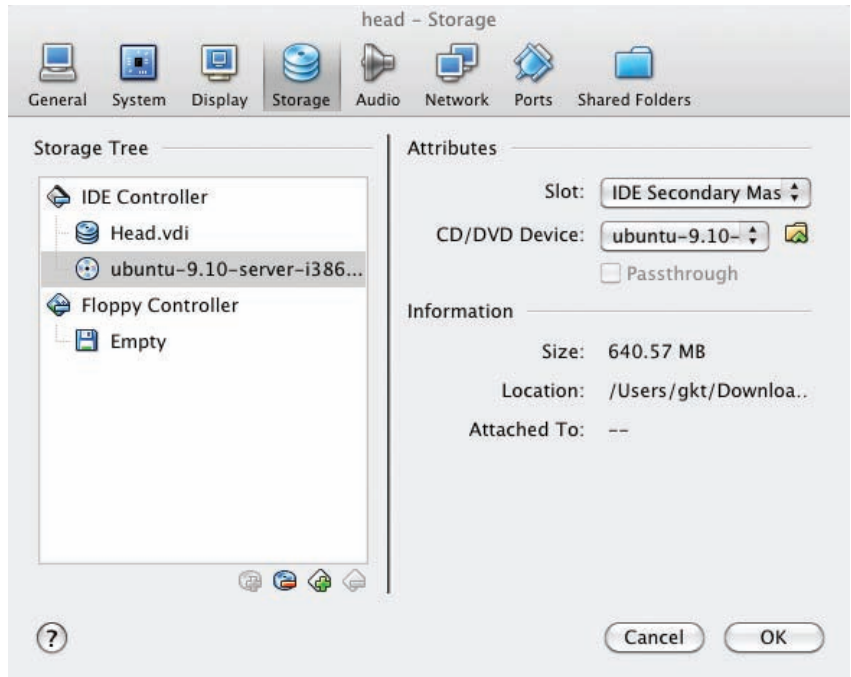 head – Storage
General System Display Storage Audio Network Ports Shared Folders
Storage Tree
IDE Controller
Head.vdi
ubuntu-9.10-server-i386...
Floppy Controller
Empty
Attributes
Slot: IDE Secondary Mas
CD/DVD Device: ubuntu-9.10-
Passthrough
Information
Size: 640.57 MB
Location: /Users/gkt/Downloa..
Attached To: --
?
Cancel OK